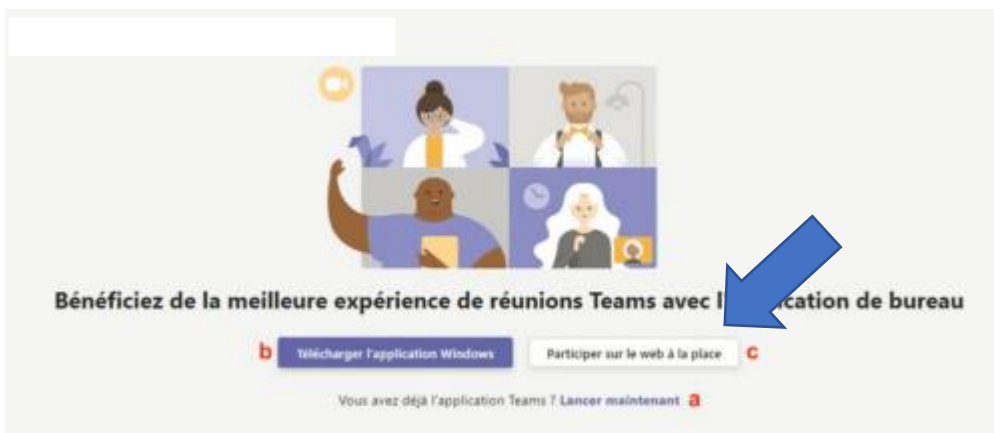 Bénéficiez de la meilleure expérience de réunions Teams avec l' cation de bureau
b Télécharger l'application Windows Participer sur le web à la place c
Vous avez déjà l'application Teams ? Lancer maintenant a